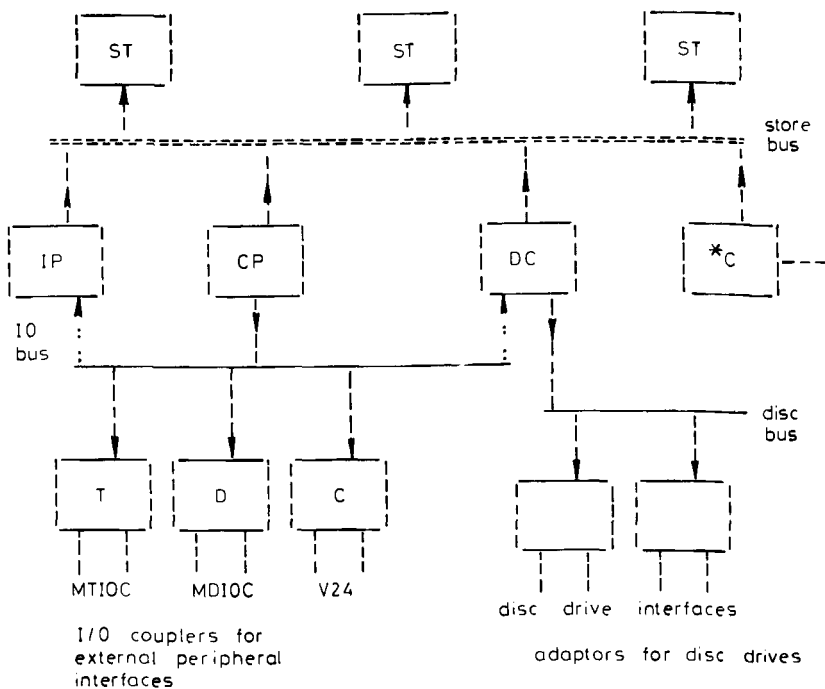 ST ST ST
store
bus
IP CP DC *C
IO
bus
disc
bus
T D C
MTIOC MDIOC V24
disc drive interfaces
I/O couplers for
external peripheral
interfaces
adaptors for disc drives